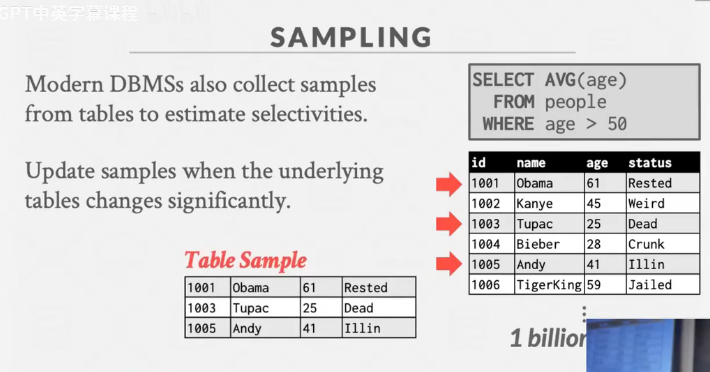 GPT中英字幕课程
SAMPLING
Modern DBMSs also collect samples
from tables to estimate selectivities.
Update samples when the underlying
tables changes significantly.
SELECT AVG(age)
FROM people
WHERE age > 50
id name age status
1001 Obama 61 Rested
1002 Kanye 45 Weird
1003 Tupac 25 Dead
1004 Bieber 28 Crunk
1005 Andy 41 Illin
1006 TigerKing 59 Jailed
⋮
1 billion
Table Sample
1001 Obama 61 Rested
1003 Tupac 25 Dead
1005 Andy 41 Illin